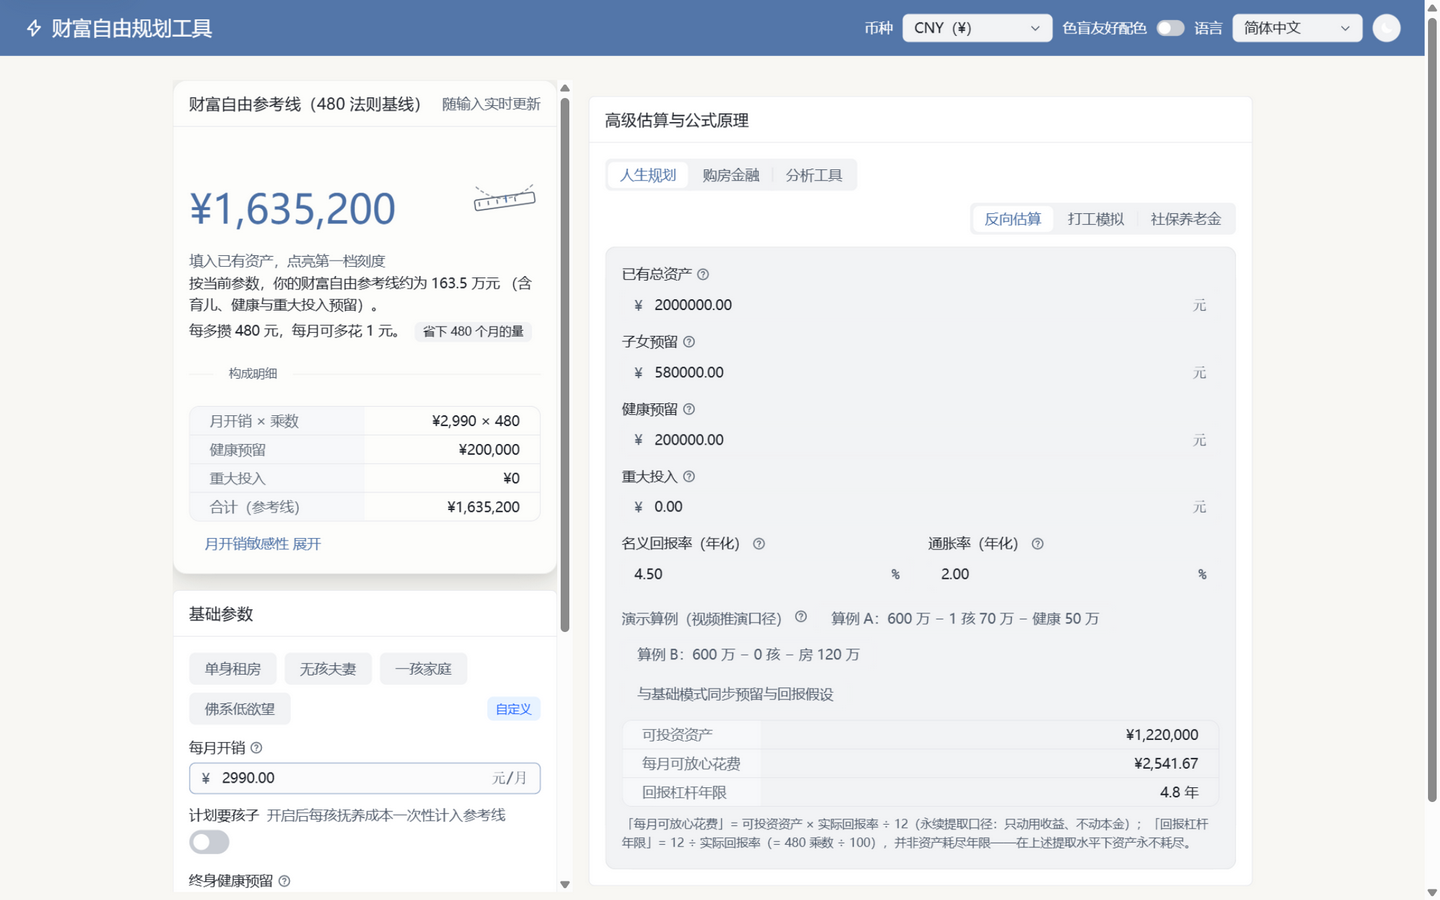 财富自由规划工具
币种
CNY（¥）
色盲友好配色
语言
简体中文
财富自由参考线（480 法则基线）
随输入实时更新
¥1,635,200
填入已有资产，点亮第一档刻度
按当前参数，你的财富自由参考线约为 163.5 万元 （含
育儿、健康与重大投入预留）。
每多攒 480 元，每月可多花 1 元。
省下 480 个月的量
构成明细
月开销 × 乘数 ¥2,990 × 480
健康预留 ¥200,000
重大投入 ¥0
合计（参考线） ¥1,635,200
月开销敏感性 展开
基础参数
单身租房 无孩夫妻 一孩家庭
佛系低欲望 自定义
每月开销
¥ 2990.00 元/月
计划要孩子 开启后每孩抚养成本一次性计入参考线
终身健康预留
高级估算与公式原理
人生规划 购房金融 分析工具
反向估算 打工模拟 社保养老金
已有总资产
¥ 2000000.00 元
子女预留
¥ 580000.00 元
健康预留
¥ 200000.00 元
重大投入
¥ 0.00 元
名义回报率（年化） 通胀率（年化）
4.50 % 2.00 %
演示算例（视频推演口径） 算例 A：600 万 − 1 孩 70 万 − 健康 50 万
算例 B：600 万 − 0 孩 − 房 120 万
与基础模式同步预留与回报假设
可投资资产 ¥1,220,000
每月可放心花费 ¥2,541.67
回报杠杆年限 4.8 年
「每月可放心花费」= 可投资资产 × 实际回报率 ÷ 12（永续提取口径：只动用收益、不动本金）；「回报杠杆
年限」= 12 ÷ 实际回报率（= 480 乘数 ÷ 100），并非资产耗尽年限——在上述提取水平下资产永不耗尽。